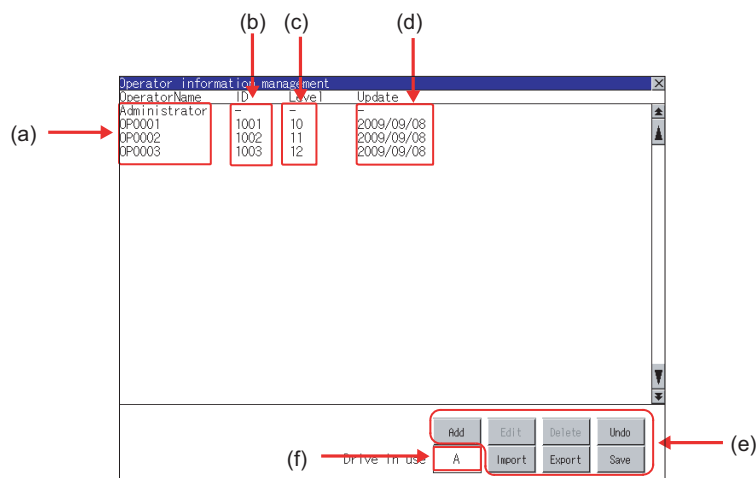 (b) (c) (d)
Operator information management
OperatorName ID Level Update
Administrator - - -
(a)
OP0001 1001 10 2009/09/08
OP0002 1002 11 2009/09/08
OP0003 1003 12 2009/09/08
Add Edit Delete Undo
(e)
(f) Drive in use A Import Export Save